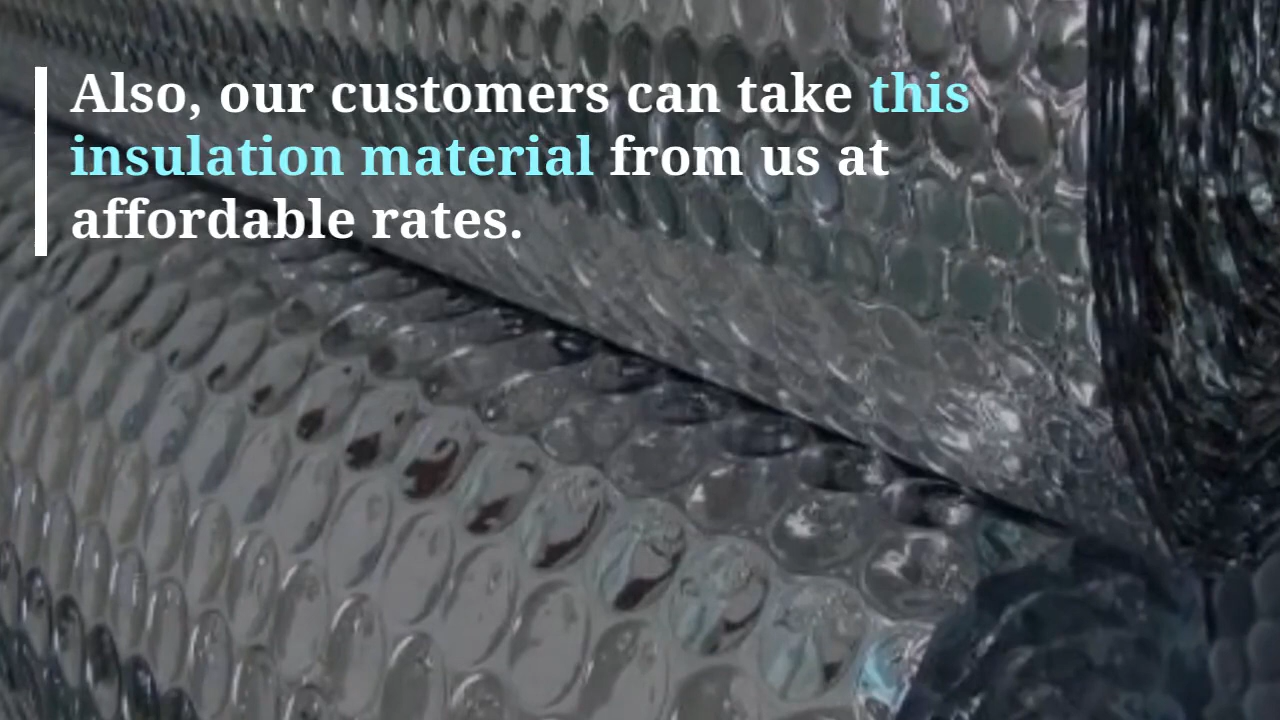 Also, our customers can take this
insulation material from us at
affordable rates.